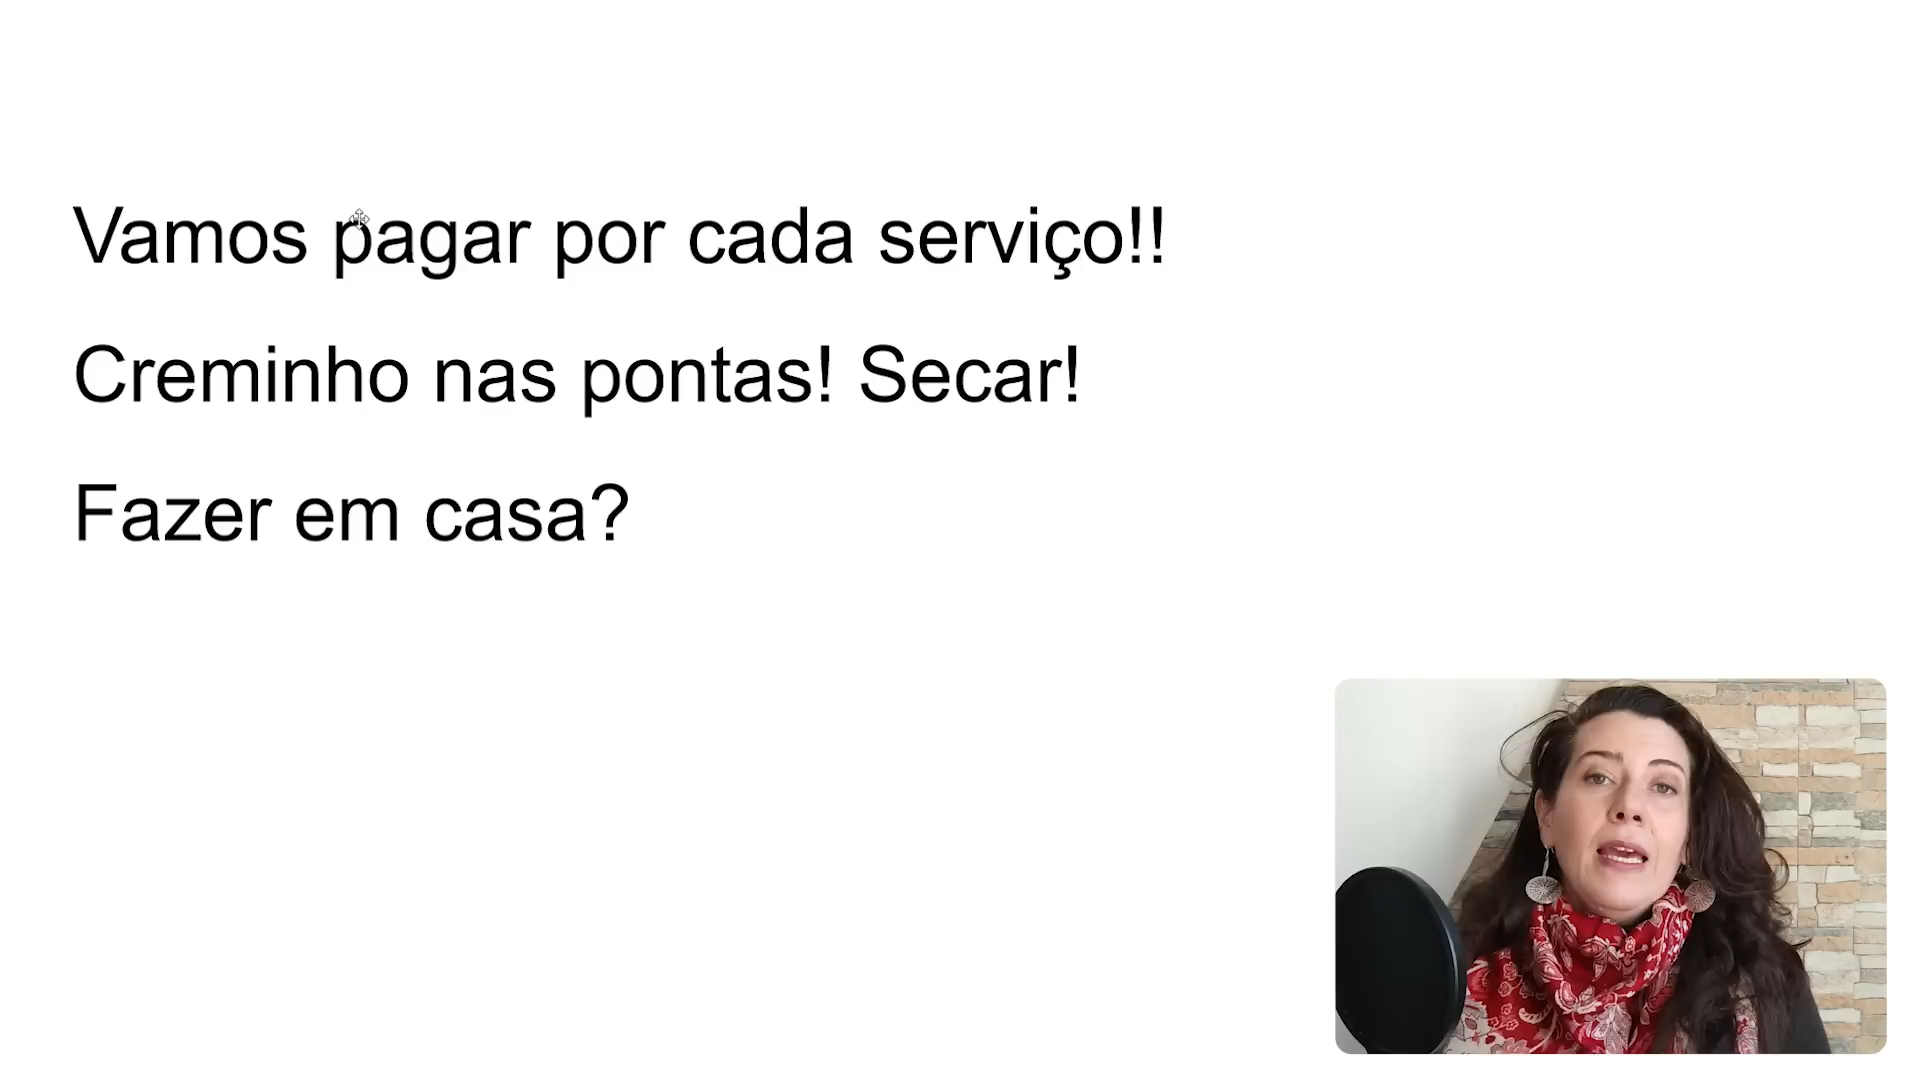 Vamos pagar por cada serviço!!
Creminho nas pontas! Secar!
Fazer em casa?